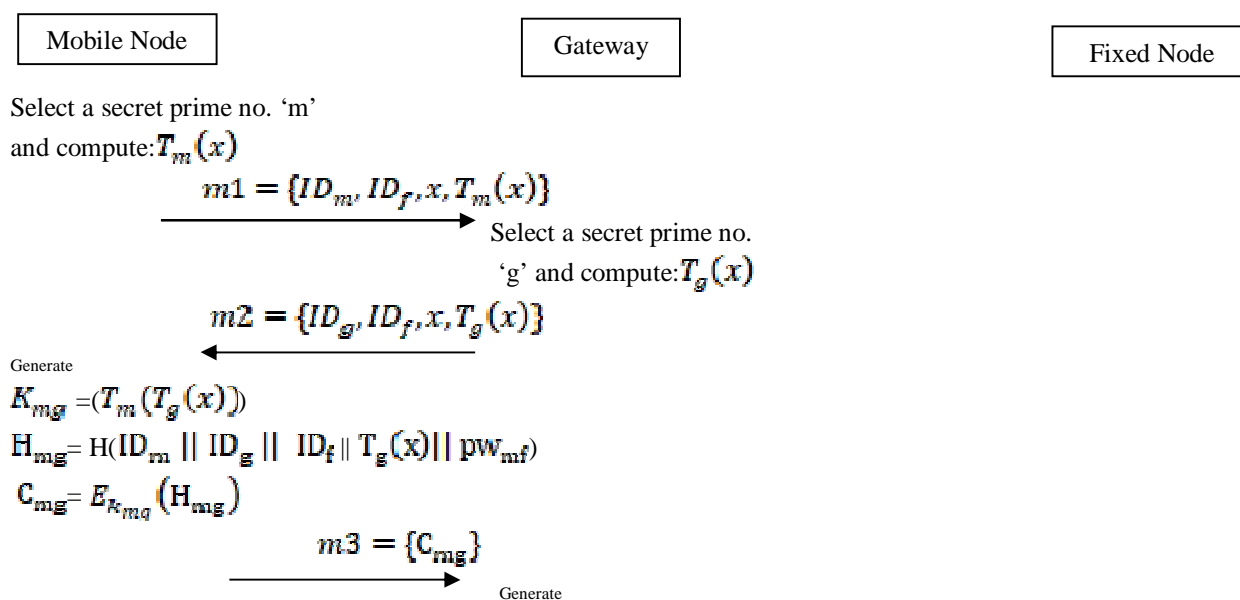 Mobile Node
Gateway
Fixed Node
Select a secret prime no. ‘m’
and compute:T_m(x)
m1 = {ID_m, ID_f, x, T_m(x)}
Select a secret prime no.
‘g’ and compute:T_g(x)
m2 = {ID_g, ID_f, x, T_g(x)}
Generate
K_mg =(T_m(T_g(x))
H_mg= H(ID_m || ID_g || ID_f || T_g(x)|| pw_mf)
C_mg= E_k_mg(H_mg)
m3 = {C_mg}
Generate